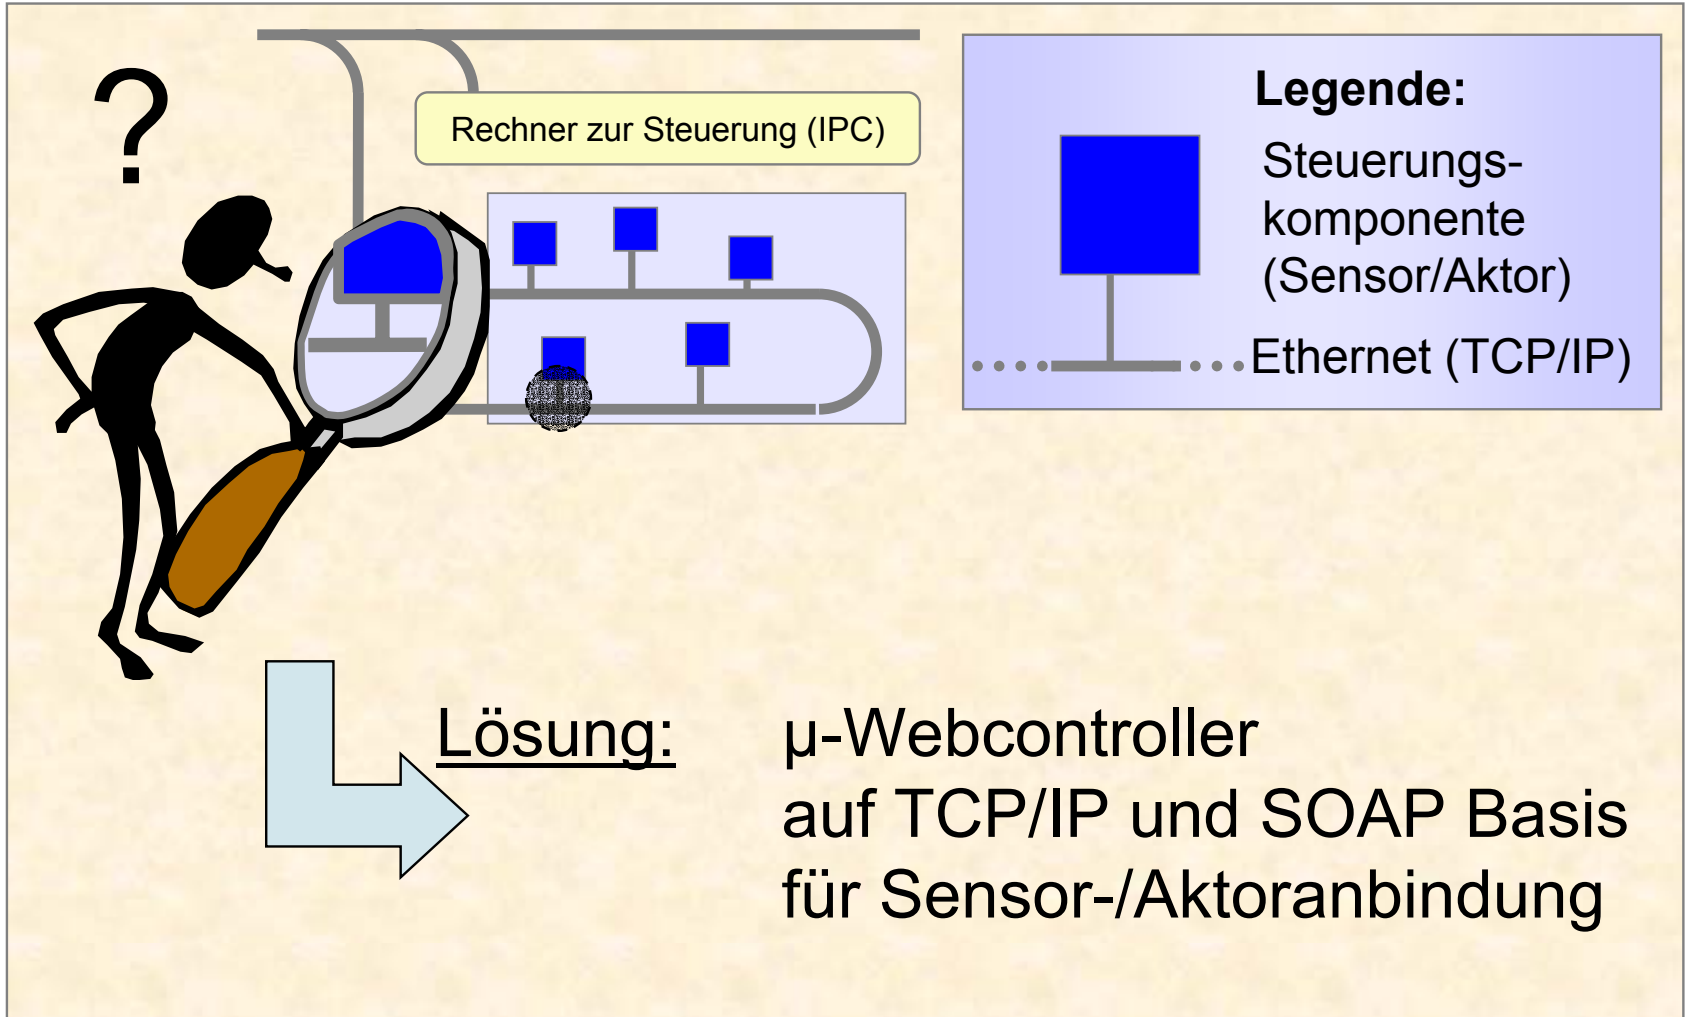 ?
Rechner zur Steuerung (IPC)
Legende:
Steuerungs-
komponente
(Sensor/Aktor)
Ethernet (TCP/IP)
Lösung:
µ-Webcontroller
auf TCP/IP und SOAP Basis
für Sensor-/Aktoranbindung